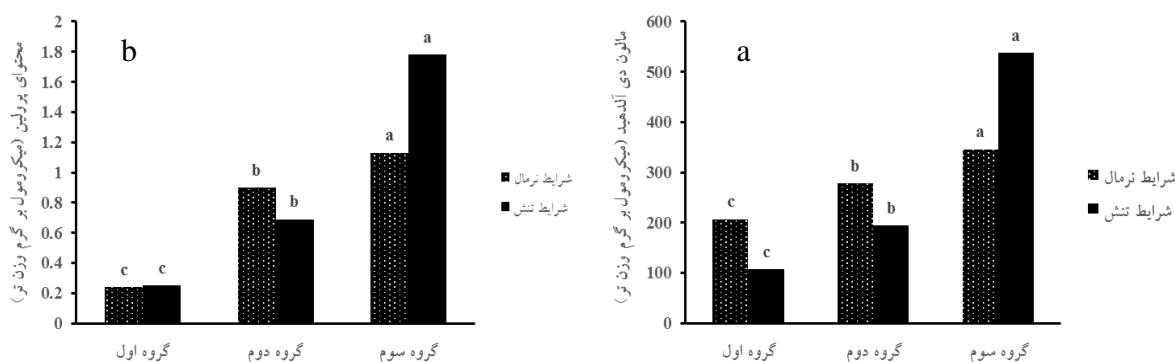 b
محتوای پرولین (میکرومول بر گرم وزن تر)
2
1.8
1.6
1.4
1.2
1
0.8
0.6
0.4
0.2
0
c c
b
b
a
a
گروه اول گروه دوم گروه سوم
شرایط نرمال
شرایط تنش
a
مالون دی آلدهید (میکرومول بر گرم وزن تر)
600
500
400
300
200
100
0
c
c
b
b
a
a
گروه اول گروه دوم گروه سوم
شرایط نرمال
شرایط تنش